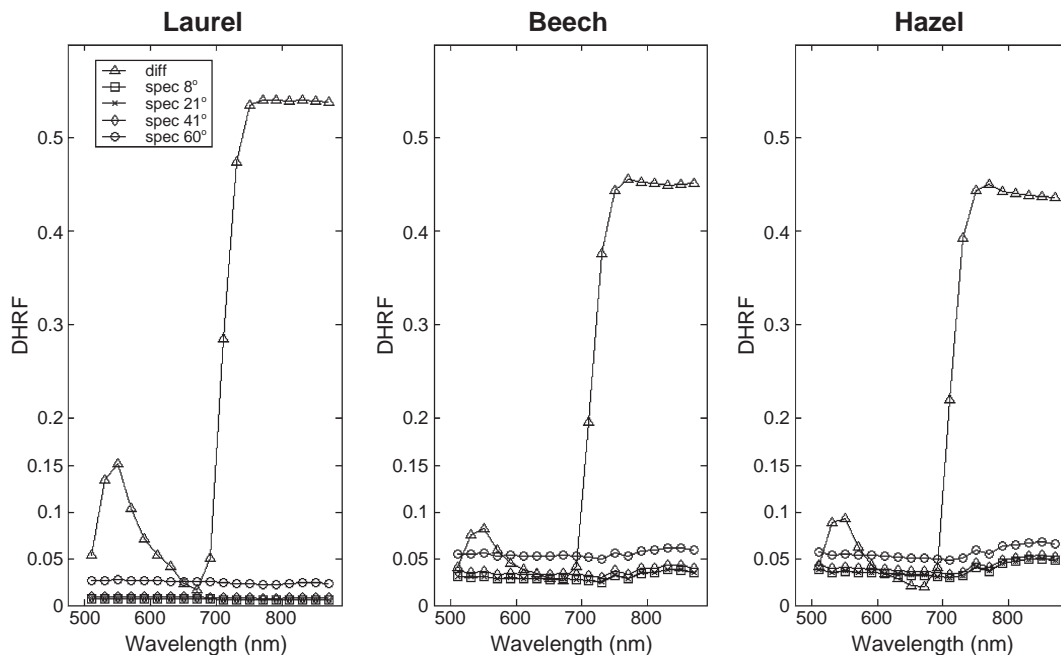 Laurel
Beech
Hazel
diff
spec 8°
spec 21°
spec 41°
spec 60°
DHRF
0.5
0.4
0.3
0.2
0.15
0.1
0.05
0
500 600 700 800
Wavelength (nm)
DHRF
0.5
0.4
0.3
0.2
0.15
0.1
0.05
0
500 600 700 800
Wavelength (nm)
DHRF
0.5
0.4
0.3
0.2
0.15
0.1
0.05
0
500 600 700 800
Wavelength (nm)